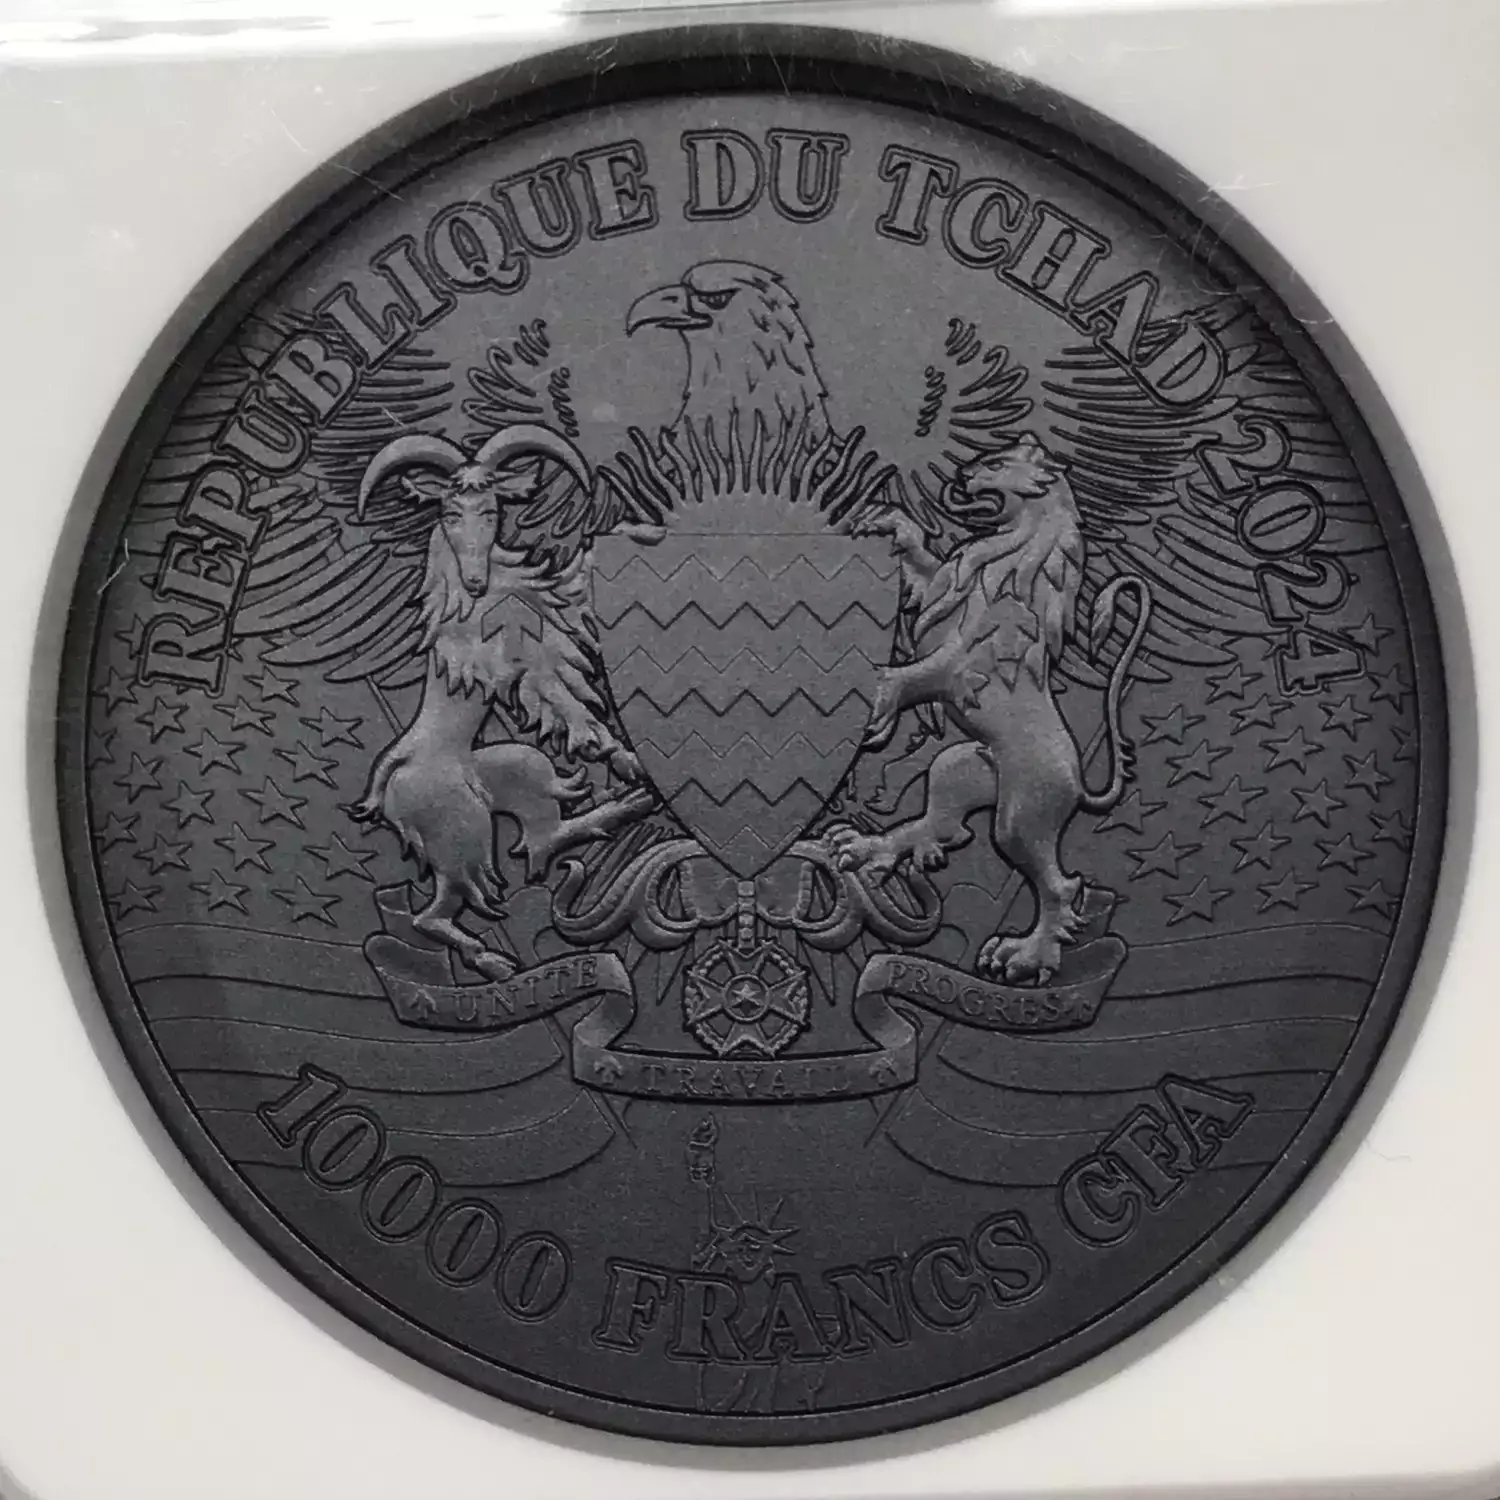 REPUBLIQUE DU TCHAD, 2024
UNITE
PROGRES
TRAVAIL
10000 FRANCS CFA